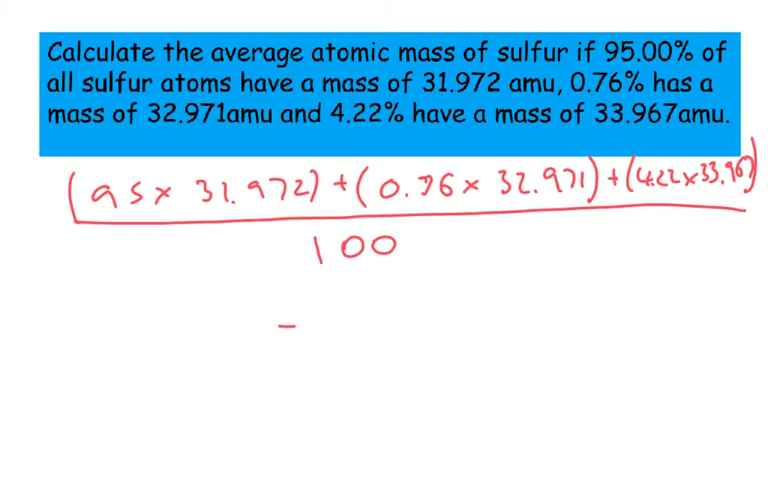 Calculate the average atomic mass of sulfur if 95.00% of
all sulfur atoms have a mass of 31.972 amu, 0.76% has a
mass of 32.971amu and 4.22% have a mass of 33.967amu.
(95 × 31.972) + (0.76 × 32.971) + (4.22 × 33.967)
100
=